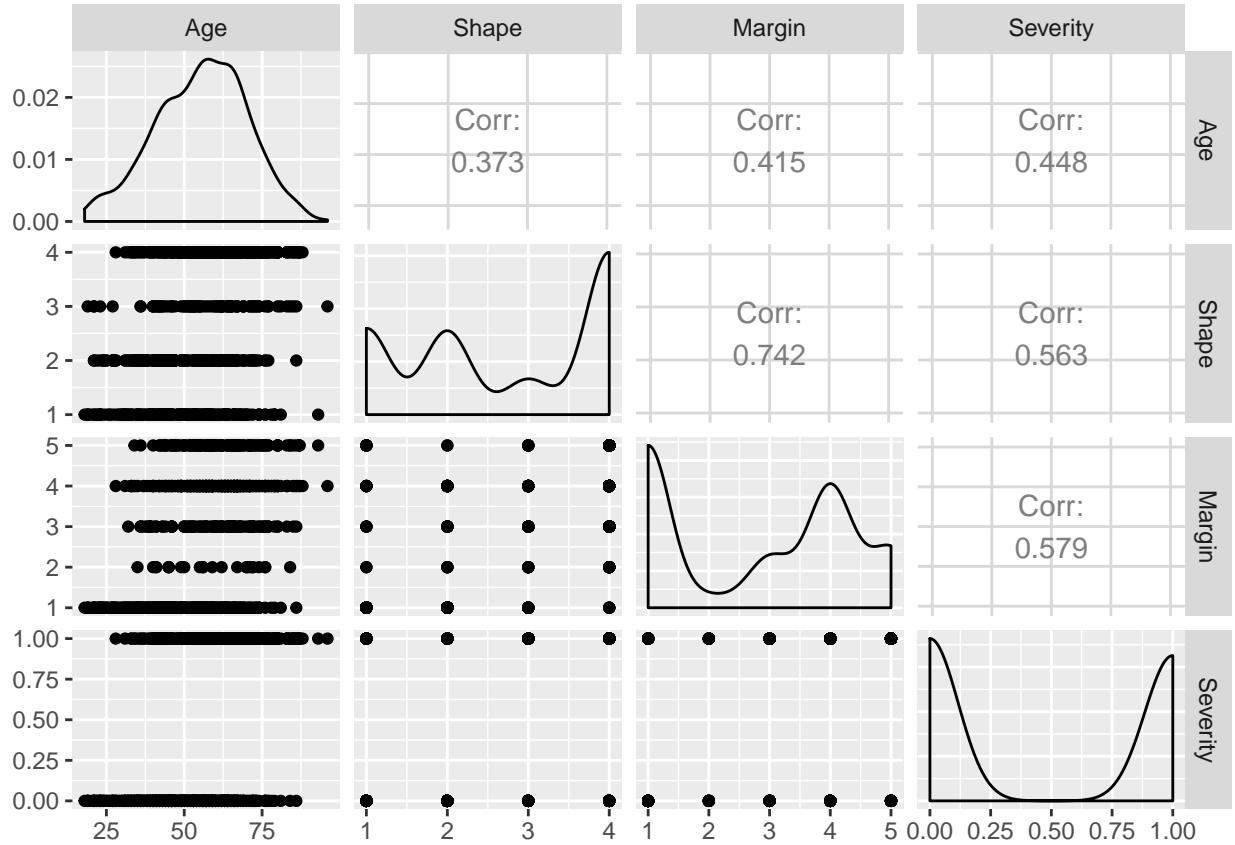 Age Shape Margin Severity
0.02
0.01
0.00
Corr:
0.373
Corr:
0.415
Corr:
0.448
Age
4
3
2
1
Corr:
0.742
Corr:
0.563
Shape
5
4
3
2
1
Corr:
0.579
Margin
1.00
0.75
0.50
0.25
0.00
Severity
25 50 75 1 2 3 4 1 2 3 4 5 0.00 0.25 0.50 0.75 1.00